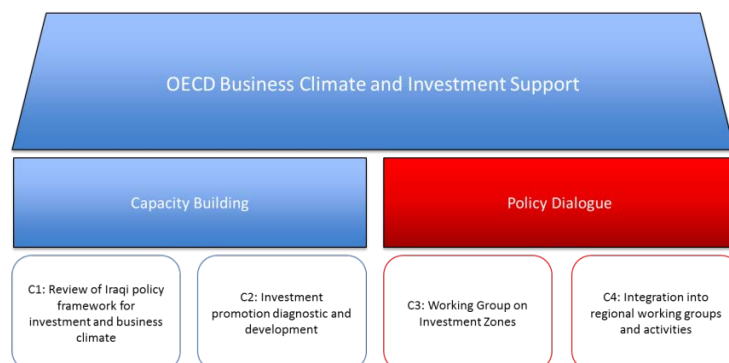 OECD Business Climate and Investment Support
Capacity Building
Policy Dialogue
C1: Review of Iraqi policy
framework for
investment and business
climate
C2: Investment
promotion diagnostic and
development
C3: Working Group on
Investment Zones
C4: Integration into
regional working groups
and activities